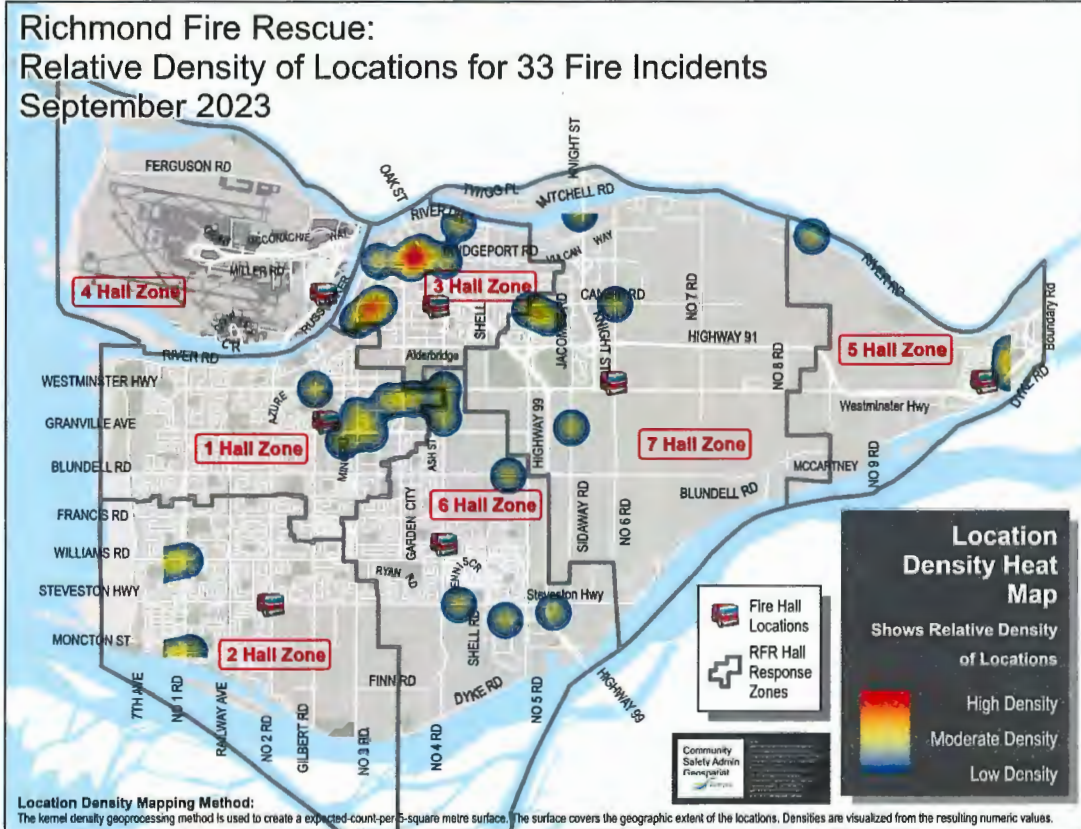 Richmond Fire Rescue:
Relative Density of Locations for 33 Fire Incidents
September 2023
KNIGHT ST
OAK ST
FERGUSON RD
TWIGG PL
MITCHELL RD
RIVER DR
WAY
MILLER RD
4 Hall Zone
3 Hall Zone
SHELL
NO 7 RD
RIVER RD
Boundary Rd
HIGHWAY 91
5 Hall Zone
RIVER RD
Alderbridge
NO 8 RD
DYKE RD
WESTMINSTER HWY
AZURE
Westminster Hwy
GRANVILLE AVE
HIGHWAY 99
1 Hall Zone
7 Hall Zone
ASH ST
BLUNDELL RD
MCCARTNEY
NO 9 RD
BLUNDELL RD
6 Hall Zone
FRANCIS RD
GARDEN CITY
SIDAWAY RD
NO 6 RD
WILLIAMS RD
RYAN RD
STEVESTON HWY
Steveston Hwy
SHELL RD
MONCTON ST
2 Hall Zone
FINN RD
DYKE RD
HIGHWAY 99
7TH AVE
NO 1 RD
RAILWAY AVE
NO 2 RD
GILBERT RD
NO 3 RD
NO 4 RD
NO 5 RD
Fire Hall
Locations
RFR Hall
Response
Zones
Location
Density Heat
Map
Shows Relative Density
of Locations
High Density
Moderate Density
Low Density
Community
Safety Admin
Geospatial
Location Density Mapping Method:
The kernel density geoprocessing method is used to create a expected-count-per 5-square metre surface. The surface covers the geographic extent of the locations. Densities are visualized from the resulting numeric values.